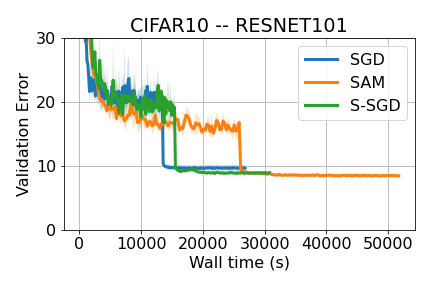 CIFAR10 -- RESNET101
30
20
10
0
Validation Error
SGD
SAM
S-SGD
0 10000 20000 30000 40000 50000
Wall time (s)